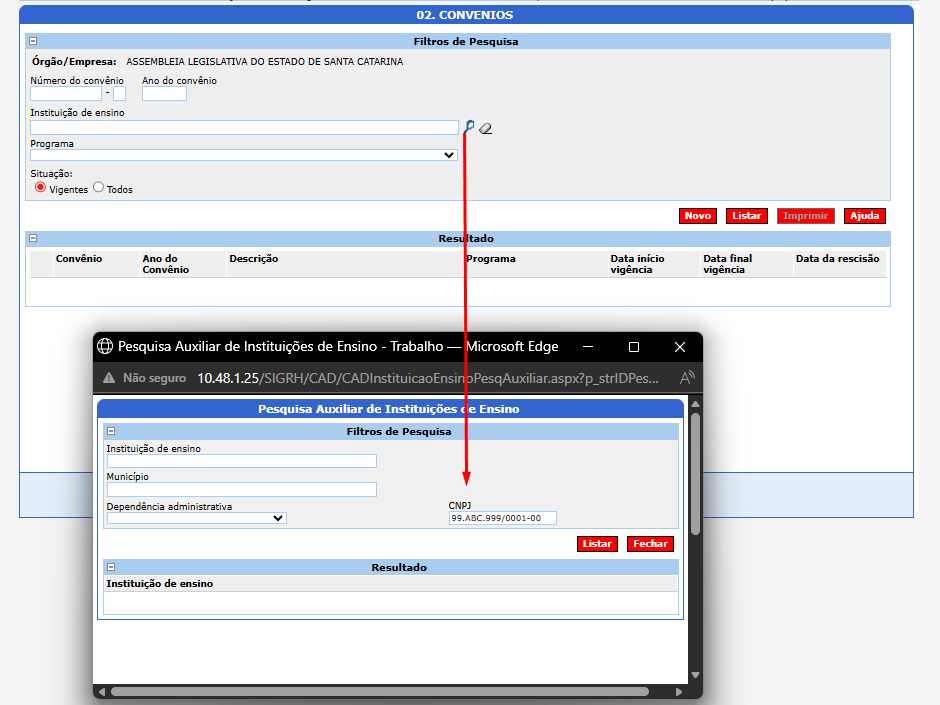 02. CONVENIOS
Filtros de Pesquisa
Órgão/Empresa: ASSEMBLEIA LEGISLATIVA DO ESTADO DE SANTA CATARINA
Número do convênio Ano do convênio
-
Instituição de ensino
Programa
Situação:
Vigentes Todos
Novo Listar Imprimir Ajuda
Resultado
Convênio Ano do Convênio Descrição Programa Data início vigência Data final vigência Data da rescisão
Pesquisa Auxiliar de Instituições de Ensino - Trabalho — Microsoft Edge
Não seguro 10.48.1.25/SIGRH/CAD/CADInstituicaoEnsinoPesqAuxiliar.aspx?p_strIDPes...
Pesquisa Auxiliar de Instituições de Ensino
Filtros de Pesquisa
Instituição de ensino
Município
Dependência administrativa CNPJ
99.ABC.999/0001-00
Listar Fechar
Resultado
Instituição de ensino